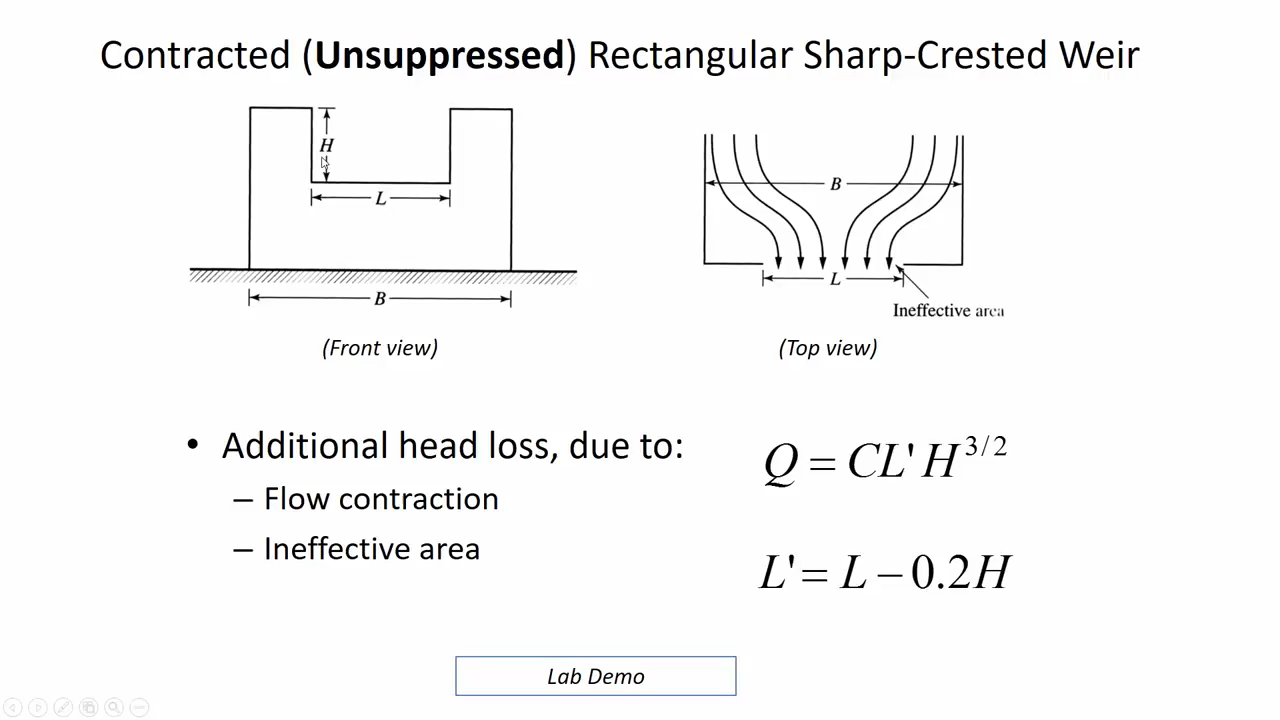 Contracted (Unsuppressed) Rectangular Sharp-Crested Weir
H
L
B
(Front view)
B
L
Ineffective area
(Top view)
• Additional head loss, due to:
– Flow contraction
– Ineffective area
Q = CL' H^{3/2}
L' = L – 0.2H
Lab Demo